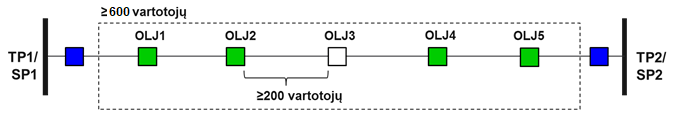 ≥600 vartotojų
OLJ1 OLJ2 OLJ3 OLJ4 OLJ5
TP1/ TP2/
SP1 SP2
≥200 vartotojų